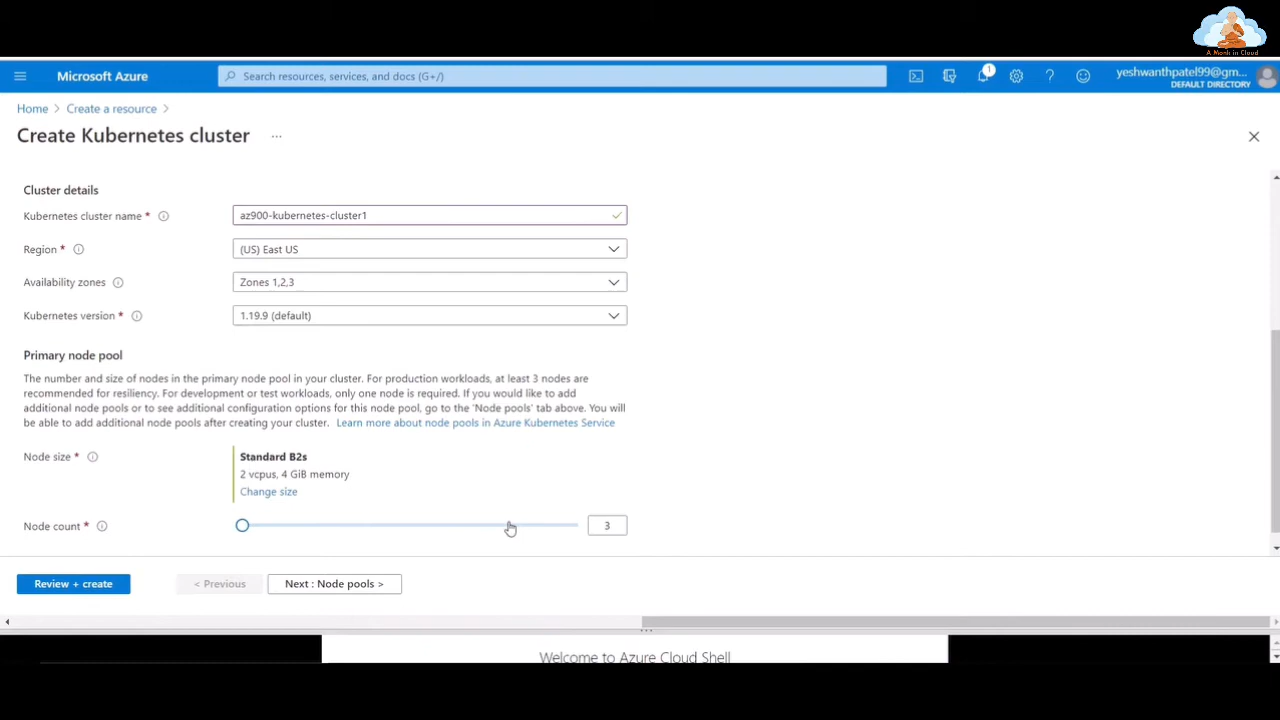 A Monk in Cloud
Microsoft Azure
Search resources, services, and docs (G+/)
1
yeshwanthpatel99@gm...
DEFAULT DIRECTORY
Home > Create a resource >
Create Kubernetes cluster ...
Cluster details
Kubernetes cluster name * az900-kubernetes-cluster1
Region * (US) East US
Availability zones Zones 1,2,3
Kubernetes version * 1.19.9 (default)
Primary node pool
The number and size of nodes in the primary node pool in your cluster. For production workloads, at least 3 nodes are
recommended for resiliency. For development or test workloads, only one node is required. If you would like to add
additional node pools or to see additional configuration options for this node pool, go to the 'Node pools' tab above. You will
be able to add additional node pools after creating your cluster. Learn more about node pools in Azure Kubernetes Service
Node size * Standard B2s
2 vcpus, 4 GiB memory
Change size
Node count * 3
Review + create < Previous Next : Node pools >
Welcome to Azure Cloud Shell